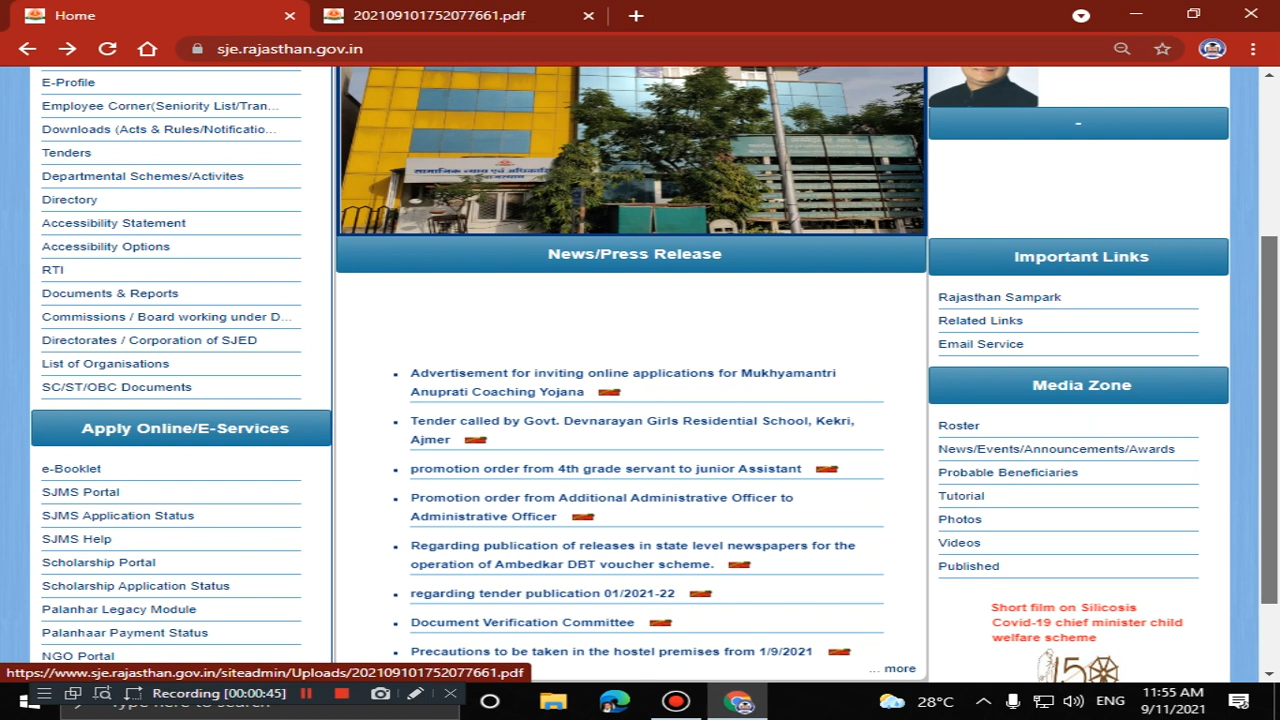 Home
202109101752077661.pdf
sje.rajasthan.gov.in
E-Profile
Employee Corner(Seniority List/Tran...
Downloads (Acts & Rules/Notificatio...
Tenders
Departmental Schemes/Activites
Directory
Accessibility Statement
Accessibility Options
RTI
Documents & Reports
Commissions / Board working under D...
Directorates / Corporation of SJED
List of Organisations
SC/ST/OBC Documents
Apply Online/E-Services
e-Booklet
SJMS Portal
SJMS Application Status
SJMS Help
Scholarship Portal
Scholarship Application Status
Palanhar Legacy Module
Palanhaar Payment Status
NGO Portal
सामाजिक न्याय एवं
News/Press Release
Advertisement for inviting online applications for Mukhyamantri
Anuprati Coaching Yojana
Tender called by Govt. Devnarayan Girls Residential School, Kekri,
Ajmer
promotion order from 4th grade servant to junior Assistant
Promotion order from Additional Administrative Officer to
Administrative Officer
Regarding publication of releases in state level newspapers for the
operation of Ambedkar DBT voucher scheme.
regarding tender publication 01/2021-22
Document Verification Committee
Precautions to be taken in the hostel premises from 1/9/2021
... more
-
Important Links
Rajasthan Sampark
Related Links
Email Service
Media Zone
Roster
News/Events/Announcements/Awards
Probable Beneficiaries
Tutorial
Photos
Videos
Published
Short film on Silicosis
Covid-19 chief minister child
welfare scheme
https://www.sje.rajasthan.gov.in/siteadmin/Uploads/202109101752077661.pdf
Recording [00:00:45]
28°C
ENG
11:55 AM
9/11/2021